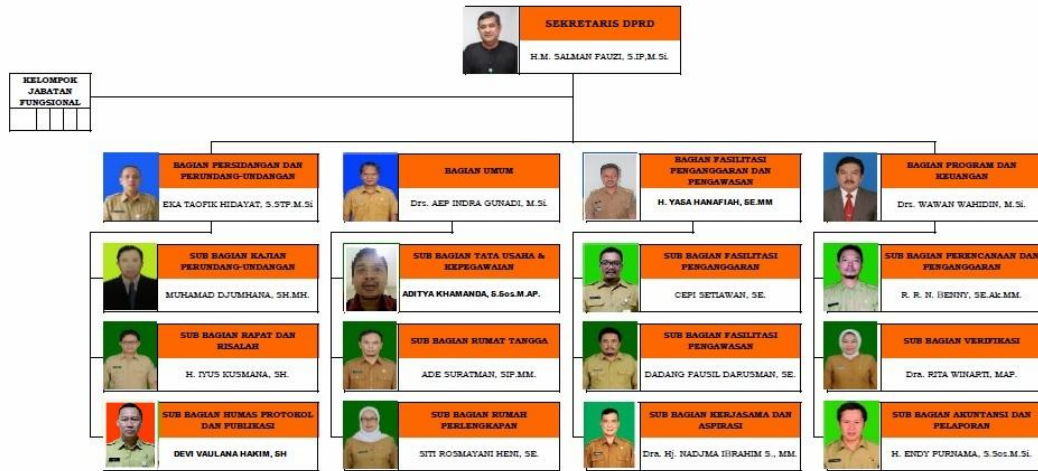 SEKRETARIS DPRD
H.M. SALMAN FAUZI, S.IP,M.Si.
KELOMPOK
JABATAN
FUNGSIONAL
BAGIAN PERSIDANGAN DAN
PERUNDANG-UNDANGAN
EKA TAOFIK HIDAYAT, S.STP.M.Si
BAGIAN UMUM
Drs. AEP INDRA GUNADI, M.Si.
BAGIAN FASILITASI
PENGANGGARAN DAN
PENGAWASAN
H. YASA HANAFIAH, SE.MM
BAGIAN PROGRAM DAN
KEUANGAN
Drs. WAWAN WAHIDIN, M.Si.
SUB BAGIAN KAJIAN
PERUNDANG-UNDANGAN
MUHAMAD DJUMHANA, SH.MH.
SUB BAGIAN TATA USAHA &
KEPEGAWAIAN
ADITYA KHAMANDA, S.Sos.M.AP.
SUB BAGIAN FASILITASI
PENGANGGARAN
CEPI SETIAWAN, SE.
SUB BAGIAN PERENCANAAN DAN
PENGANGGARAN
R. R. N. BENNY, SE.Ak.MM.
SUB BAGIAN RAPAT DAN
RISALAH
H. IYUS KUSMANA, SH.
SUB BAGIAN RUMAT TANGGA
ADE SURATMAN, SIP.MM.
SUB BAGIAN FASILITASI
PENGAWASAN
DADANG FAUSIL DARUSMAN, SE.
SUB BAGIAN VERIFIKASI
Dra. RITA WINARTI, MAP.
SUB BAGIAN HUMAS PROTOKOL
DAN PUBLIKASI
DEVI VAULANA HAKIM, SH
SUB BAGIAN RUMAH
PERLENGKAPAN
SITI ROSMAYANI HENI, SE.
SUB BAGIAN KERJASAMA DAN
ASPIRASI
Dra. Hj. NADJMA IBRAHIM S., MM.
SUB BAGIAN AKUNTANSI DAN
PELAPORAN
H. ENDY PURNAMA, S.Sos.M.Si.